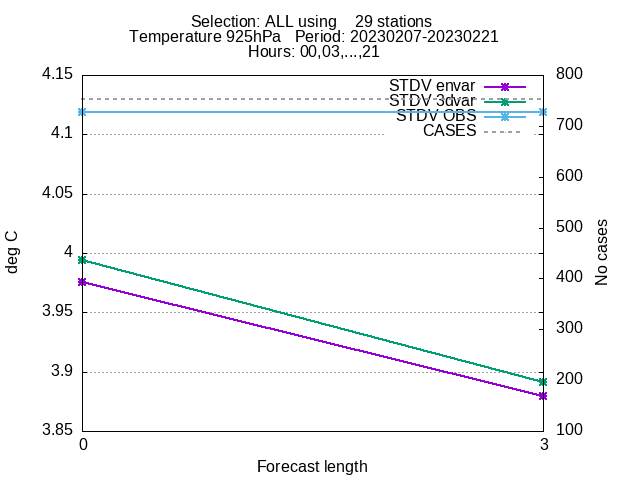 Selection: ALL using    29 stations
Temperature 925hPa   Period: 20230207-20230221
Hours: 00,03,...,21
4.15
4.1
4.05
4
3.95
3.9
3.85
deg C
STDV envar
STDV 3dvar
STDV OBS
CASES
800
700
600
500
400
300
200
100
No cases
0
3
Forecast length